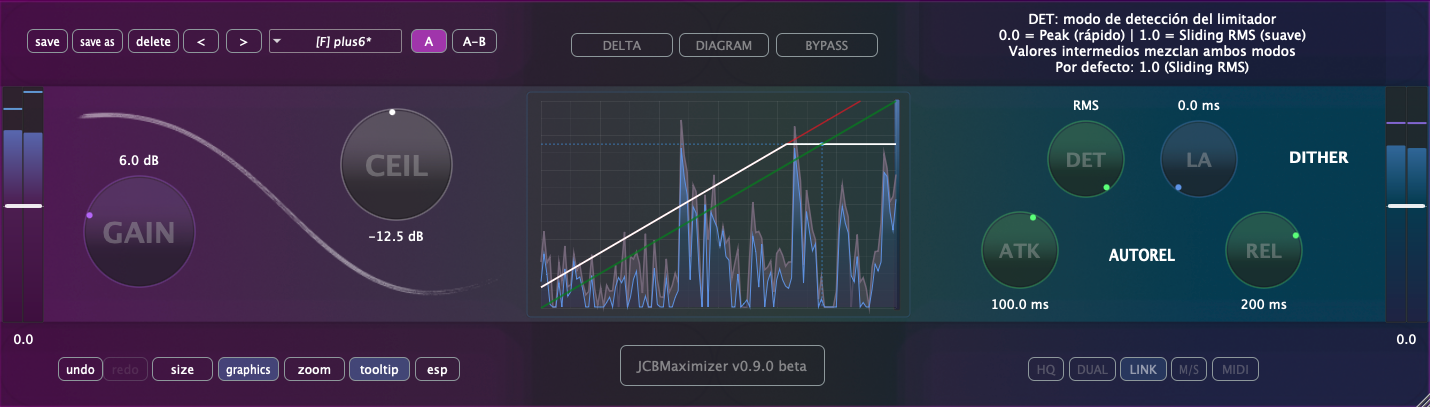 save
save as
delete
<
>
[F] plus6*
A
A-B
DELTA
DIAGRAM
BYPASS
DET: modo de detección del limitador
0.0 = Peak (rápido) | 1.0 = Sliding RMS (suave)
Valores intermedios mezclan ambos modos
Por defecto: 1.0 (Sliding RMS)
6.0 dB
GAIN
CEIL
-12.5 dB
RMS
0.0 ms
DET
LA
DITHER
ATK
AUTOREL
REL
100.0 ms
200 ms
0.0
0.0
undo
redo
size
graphics
zoom
tooltip
esp
JCBMaximizer v0.9.0 beta
HQ
DUAL
LINK
M/S
MIDI